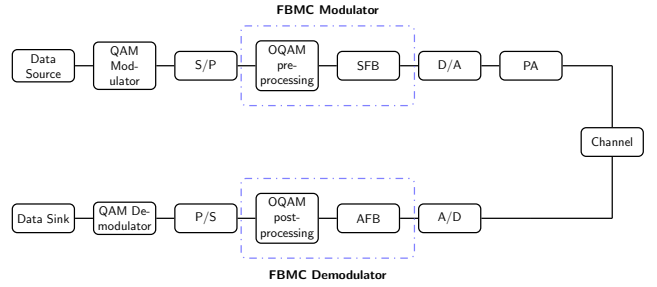 FBMC Modulator
Data
Source
QAM
Mod-
ulator
S/P
OQAM
pre-
processing
SFB
D/A
PA
Channel
Data Sink
QAM De-
modulator
P/S
OQAM
post-
processing
AFB
A/D
FBMC Demodulator